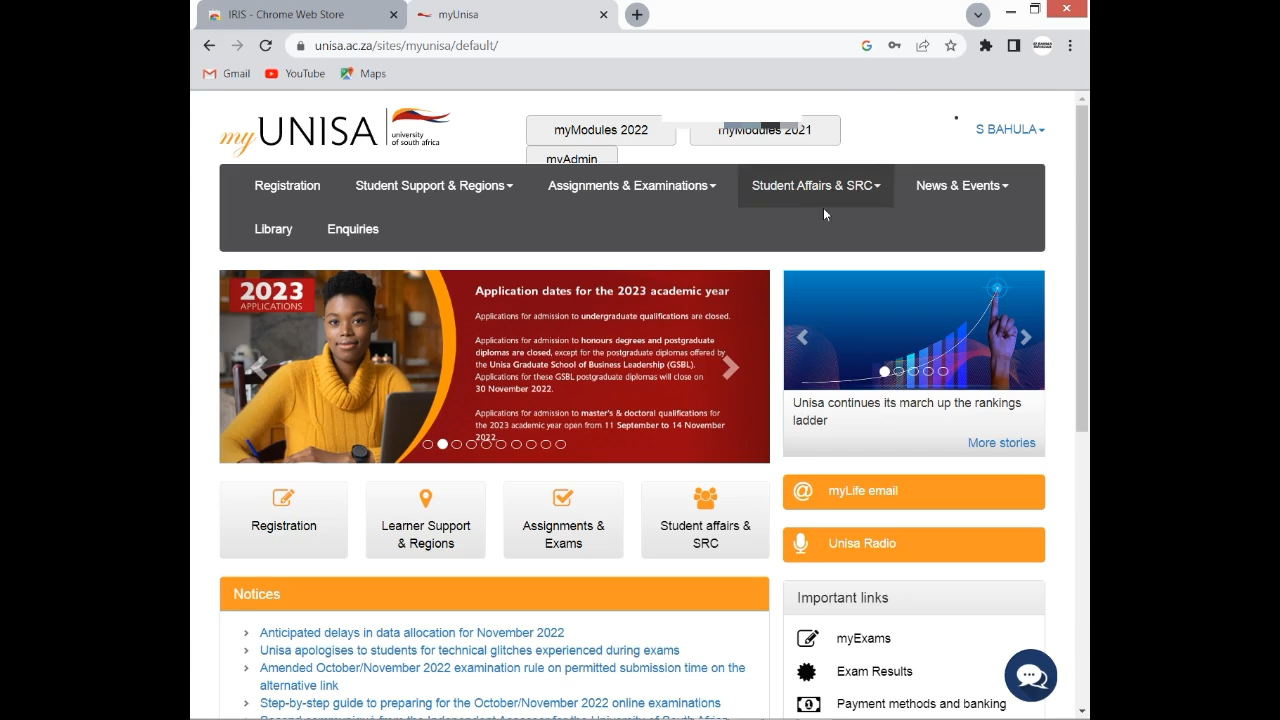 IRIS - Chrome Web Store
myUnisa
unisa.ac.za/sites/myunisa/default/
Gmail
YouTube
Maps
myUNISA
university
of south africa
myModules 2022
myModules 2021
myAdmin
S BAHULA
Registration
Student Support & Regions
Assignments & Examinations
Student Affairs & SRC
News & Events
Library
Enquiries
2023
APPLICATIONS
Application dates for the 2023 academic year
Applications for admission to undergraduate qualifications are closed.
Applications for admission to honours degrees and postgraduate
diplomas are closed, except for the postgraduate diplomas offered by
the Unisa Graduate School of Business Leadership (GSBL).
Applications for these GSBL postgraduate diplomas will close on
30 November 2022.
Applications for admission to master's & doctoral qualifications for
the 2023 academic year open from 11 September to 14 November
2022.
Unisa continues its march up the rankings
ladder
More stories
Registration
Learner Support
& Regions
Assignments &
Exams
Student affairs &
SRC
myLife email
Unisa Radio
Notices
Anticipated delays in data allocation for November 2022
Unisa apologises to students for technical glitches experienced during exams
Amended October/November 2022 examination rule on permitted submission time on the
alternative link
Step-by-step guide to preparing for the October/November 2022 online examinations
Important links
myExams
Exam Results
Payment methods and banking